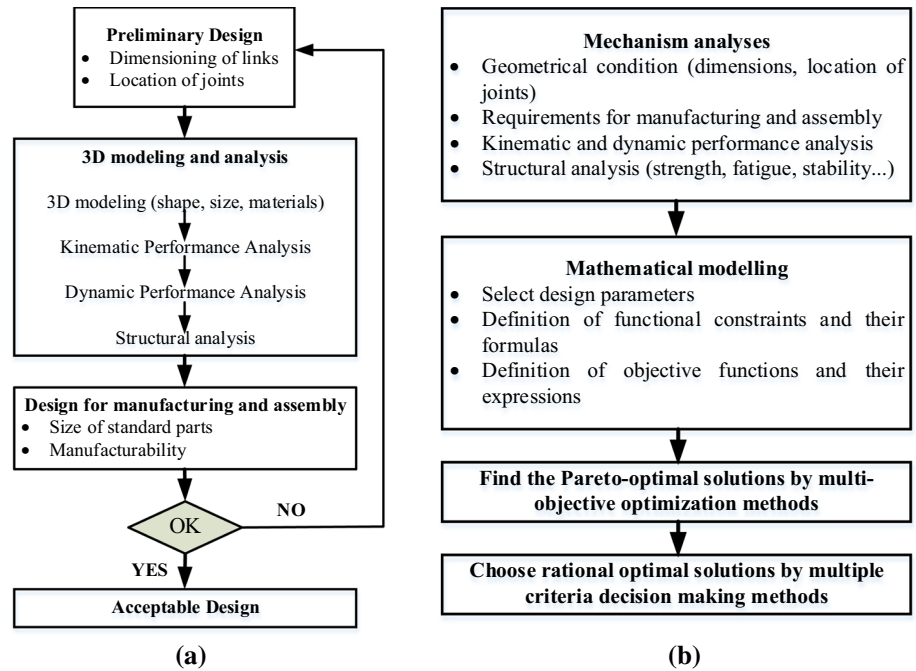 Preliminary Design
• Dimensioning of links
• Location of joints
3D modeling and analysis
3D modeling (shape, size, materials)
Kinematic Performance Analysis
Dynamic Performance Analysis
Structural analysis
Design for manufacturing and assembly
• Size of standard parts
• Manufacturability
OK
NO
YES
Acceptable Design
(a)
Mechanism analyses
• Geometrical condition (dimensions, location of
joints)
• Requirements for manufacturing and assembly
• Kinematic and dynamic performance analysis
• Structural analysis (strength, fatigue, stability...)
Mathematical modelling
• Select design parameters
• Definition of functional constraints and their
formulas
• Definition of objective functions and their
expressions
Find the Pareto-optimal solutions by multi-
objective optimization methods
Choose rational optimal solutions by multiple
criteria decision making methods
(b)